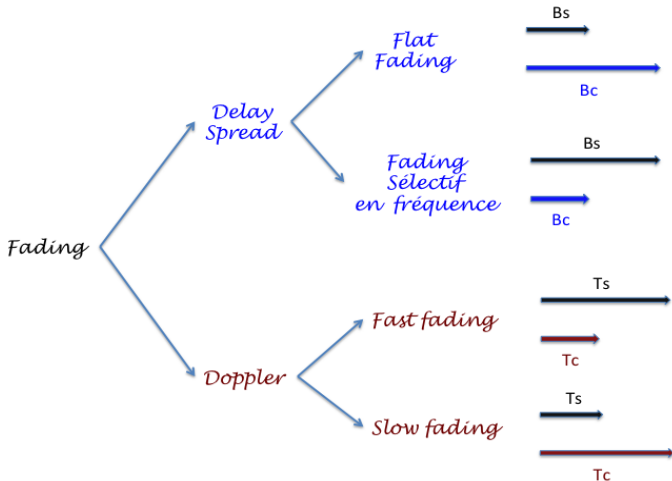 Flat
Fading
Bs
Bc
Delay
Spread
Fading
Sélectif
en fréquence
Bs
Bc
Fading
Fast fading
Ts
Tc
Doppler
Slow fading
Ts
Tc